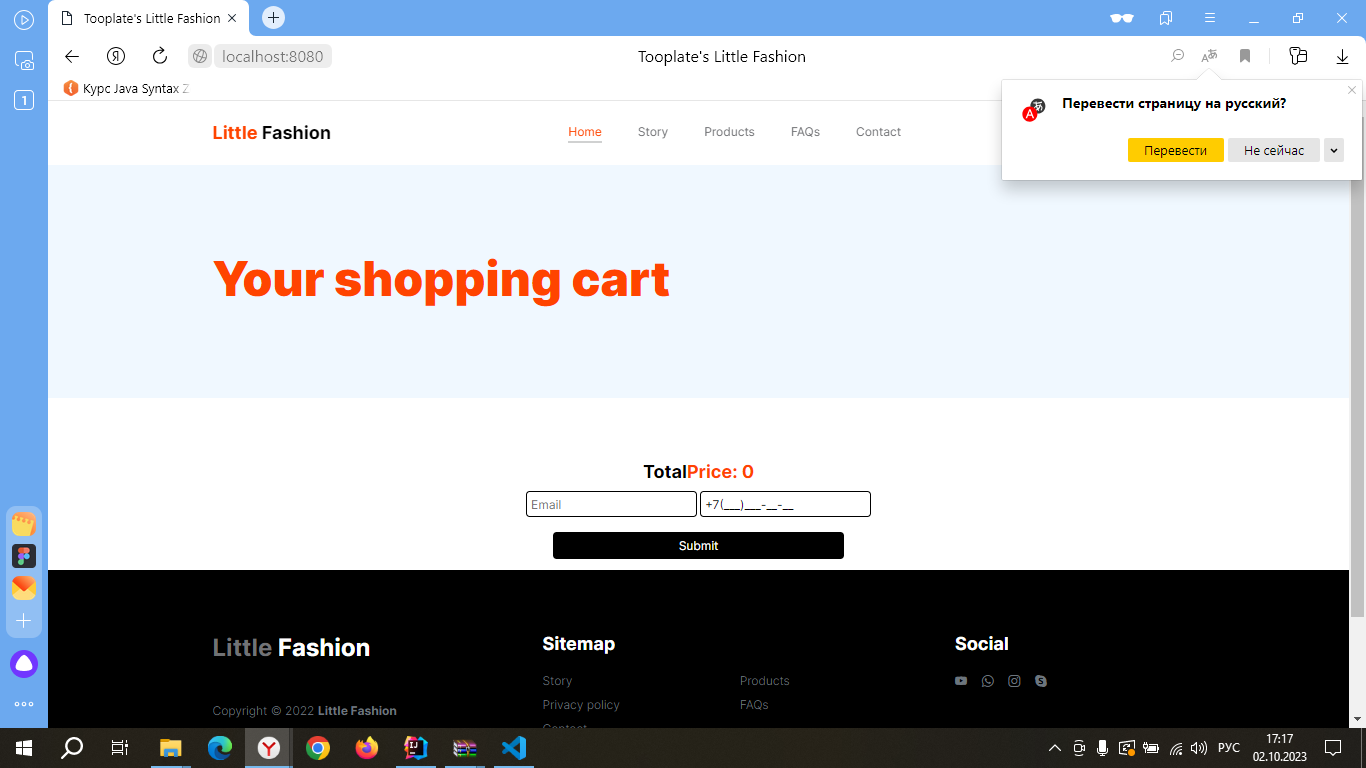 Tooplate's Little Fashion
Я
localhost:8080
Tooplate's Little Fashion
1
Курс Java Syntax Z
Перевести страницу на русский?
Перевести
Не сейчас
Little Fashion
Home
Story
Products
FAQs
Contact
Your shopping cart
TotalPrice: 0
Email
+7(___)___-__-__
Submit
Little Fashion
Sitemap
Social
Story
Products
Privacy policy
FAQs
Contact
Copyright © 2022 Little Fashion
РУС
17:17
02.10.2023